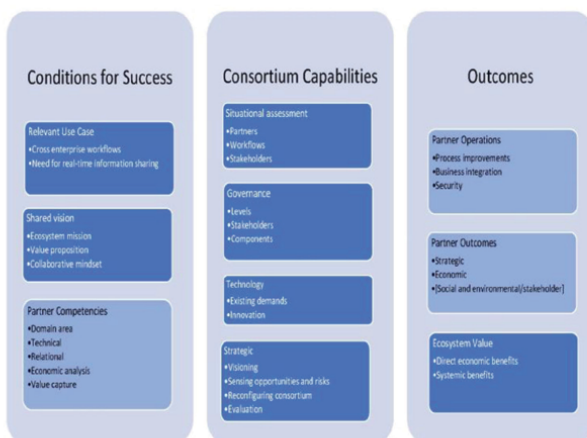 Conditions for Success
Relevant Use Case
•Cross enterprise workflows
•Need for real-time information sharing
Shared vision
•Ecosystem mission
•Value proposition
•Collaborative mindset
Partner Competencies
•Domain area
•Technical
•Relational
•Economic analysis
•Value capture
Consortium Capabilities
Situational assessment
•Partners
•Workflows
•Stakeholders
Governance
•Levels
•Stakeholders
•Components
Technology
•Existing demands
•Innovation
Strategic
•Visioning
•Sensing opportunities and risks
•Reconfiguring consortium
•Evaluation
Outcomes
Partner Operations
•Process improvements
•Business integration
•Security
Partner Outcomes
•Strategic
•Economic
•[Social and environmental/stakeholder]
Ecosystem Value
•Direct economic benefits
•Systemic benefits